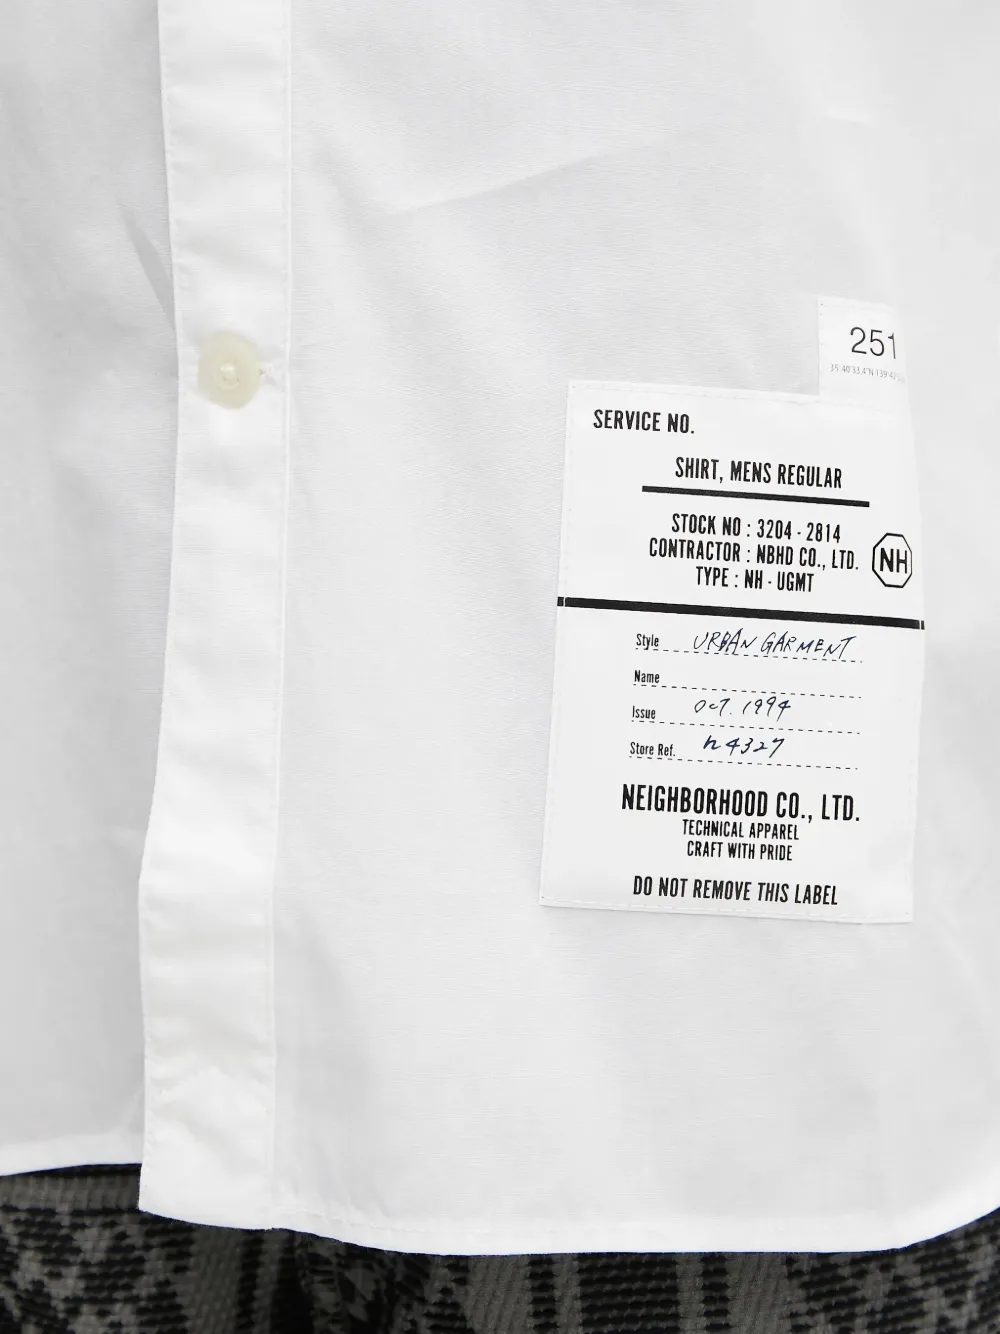 251
SERVICE NO.
SHIRT, MENS REGULAR
STOCK NO : 3204 - 2814
CONTRACTOR : NBHD CO., LTD.
TYPE : NH - UGMT
NH
Style URBAN GARMENT
Name
Issue OCT. 1994
Store Ref. n4327
NEIGHBORHOOD CO., LTD.
TECHNICAL APPAREL
CRAFT WITH PRIDE
DO NOT REMOVE THIS LABEL